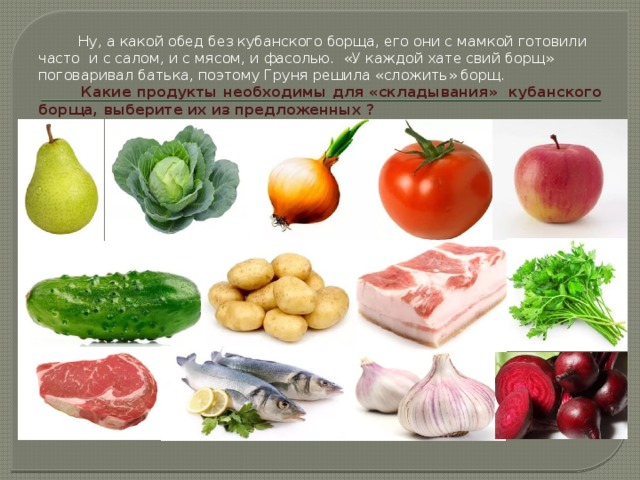 Ну, а какой обед без кубанского борща, его они с мамкой готовили
часто и с салом, и с мясом, и фасолью. «У каждой хате свий борщ»
поговаривал батька, поэтому Груня решила «сложить» борщ.
Какие продукты необходимы для «складывания» кубанского
борща, выберите их из предложенных ?